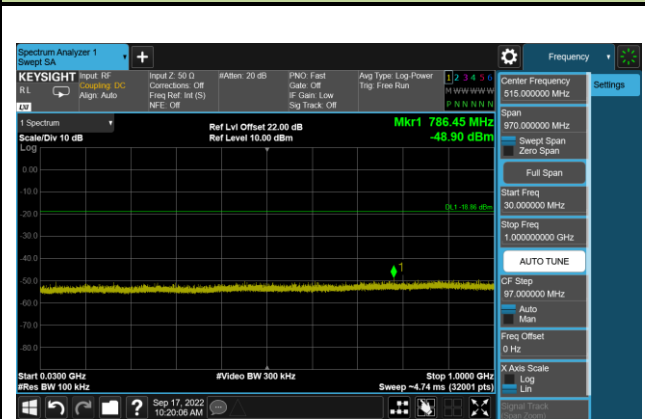 Spectrum Analyzer 1
Swept SA
+
Frequency
KEYSIGHT
RL
LXI
Input: RF
Coupling: DC
Align: Auto
Input Z: 50 Ω
Corrections: Off
Freq Ref: Int (S)
NFE: Off
#Atten: 20 dB
PNO: Fast
Gate: Off
IF Gain: Low
Sig Track: Off
Avg Type: Log-Power
Trig: Free Run
1 2 3 4 5 6
M W W W W W
P N N N N N
1 Spectrum
Scale/Div 10 dB
Log
Ref Lvl Offset 22.00 dB
Ref Level 10.00 dBm
Mkr1 786.45 MHz
-48.90 dBm
0.00
-10.0
-20.0
-30.0
-40.0
-50.0
-60.0
-70.0
-80.0
DL1 -18.86 dBm
1
Start 0.0300 GHz
#Res BW 100 kHz
#Video BW 300 kHz
Stop 1.0000 GHz
Sweep ~4.74 ms (32001 pts)
Center Frequency
515.000000 MHz
Settings
Span
970.000000 MHz
Swept Span
Zero Span
Full Span
Start Freq
30.000000 MHz
Stop Freq
1.000000000 GHz
AUTO TUNE
CF Step
97.000000 MHz
Auto
Man
Freq Offset
0 Hz
X Axis Scale
Log
Lin
Signal Track
(Span Zoom)
?
Sep 17, 2022
10:20:06 AM